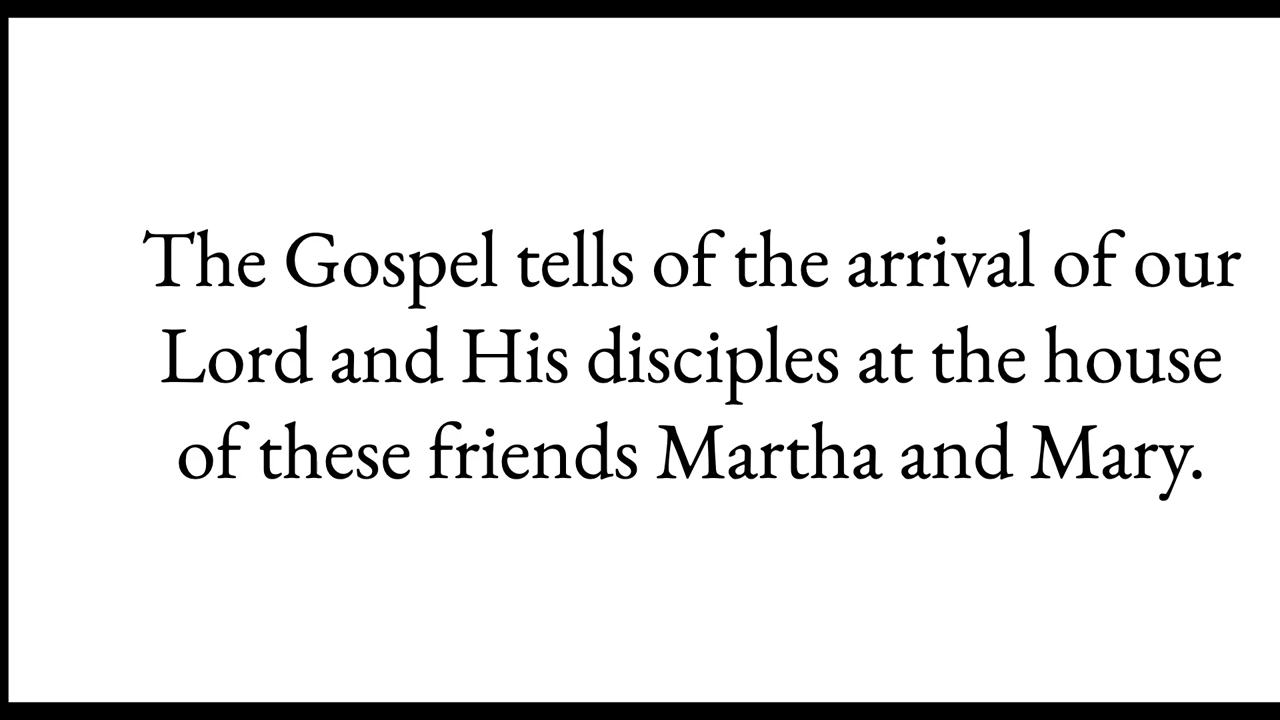 The Gospel tells of the arrival of our
Lord and His disciples at the house
of these friends Martha and Mary.